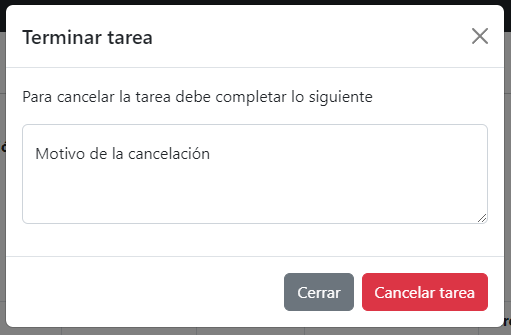 Terminar tarea
Para cancelar la tarea debe completar lo siguiente
Motivo de la cancelación
Cerrar
Cancelar tarea